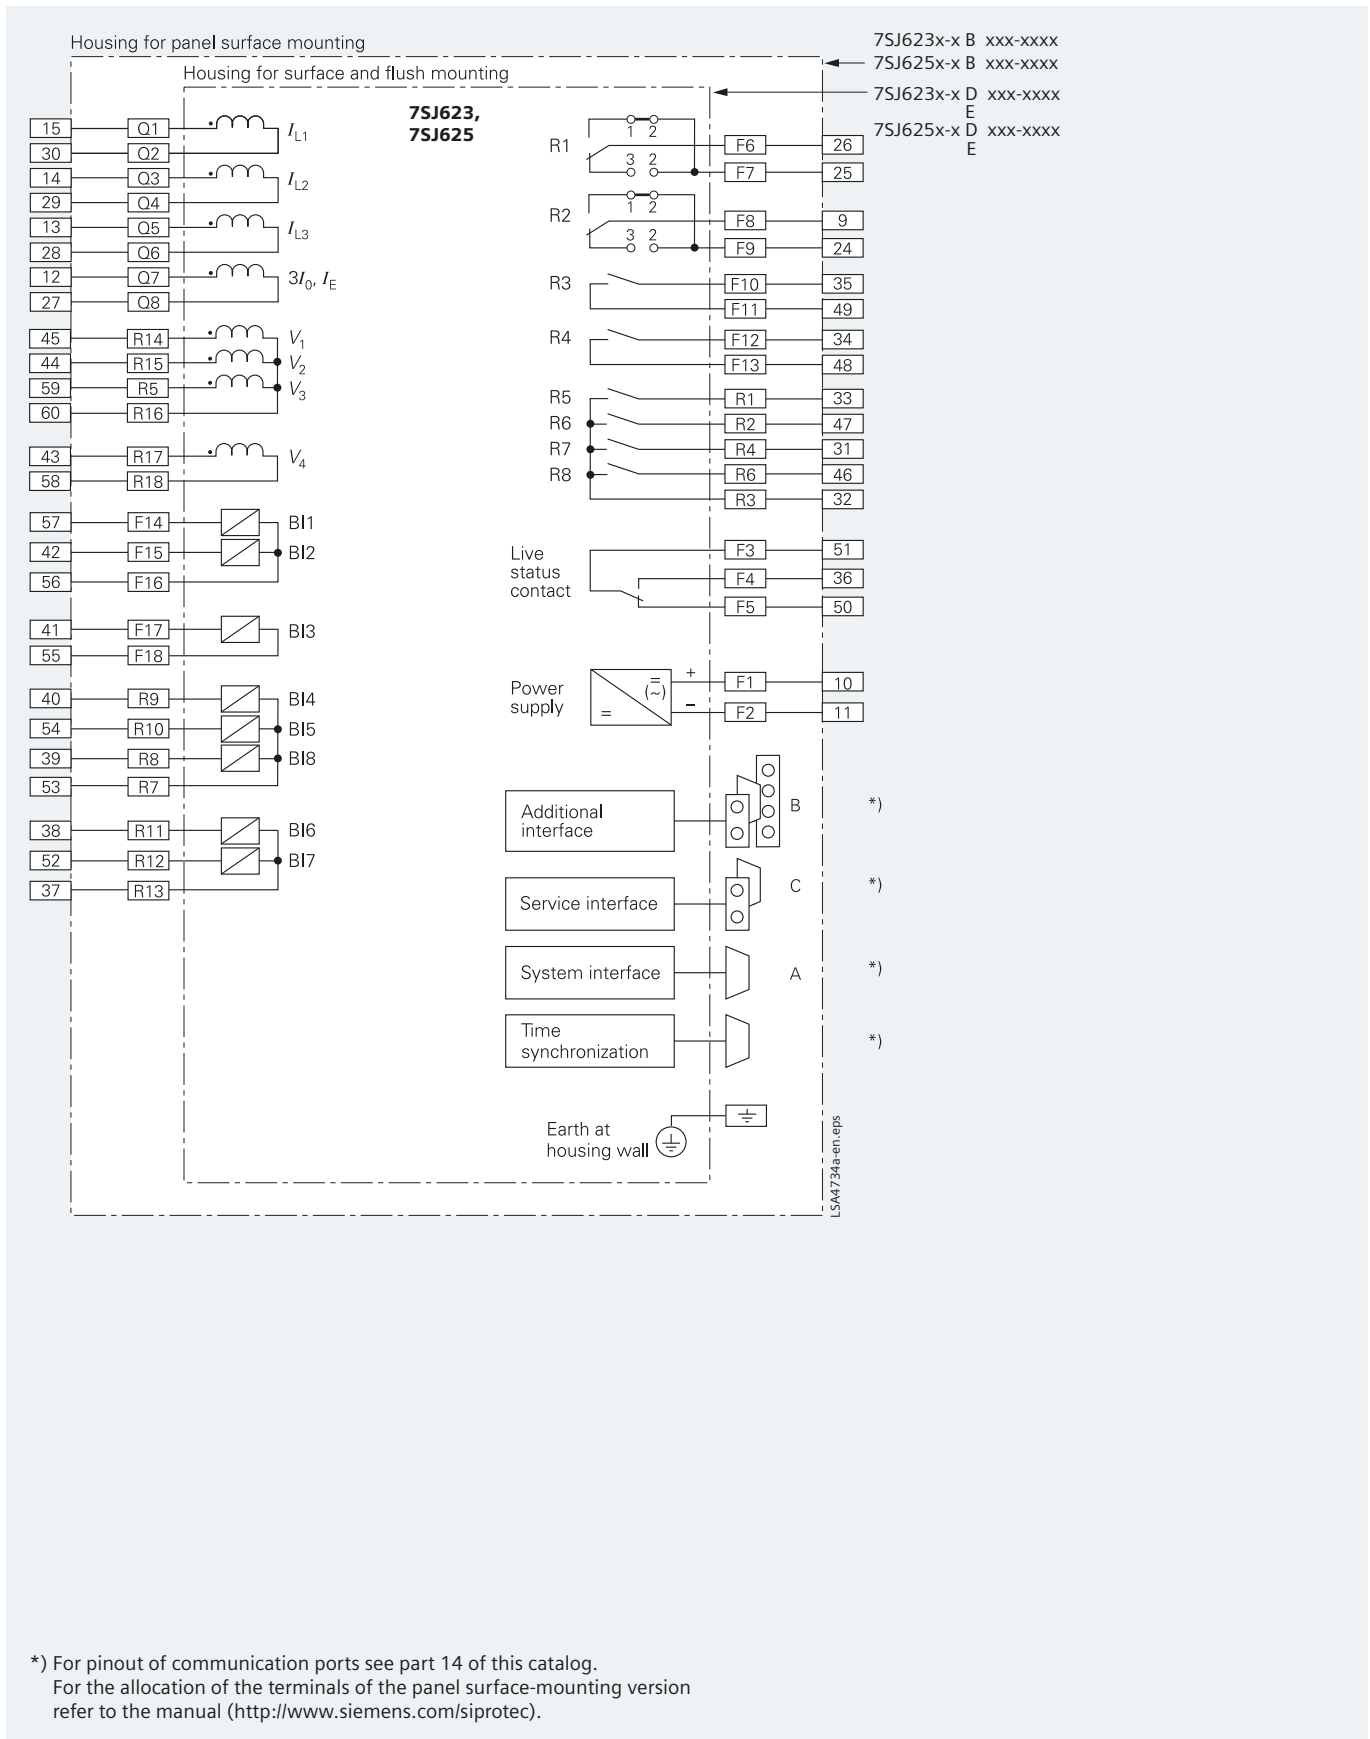 Housing for panel surface mounting
7SJ623x-x B xxx-xxxx
7SJ625x-x B xxx-xxxx
Housing for surface and flush mounting
7SJ623x-x D xxx-xxxx
E
7SJ625x-x D xxx-xxxx
E
7SJ623,
7SJ625
15 Q1 IL1
30 Q2
14 Q3 IL2
29 Q4
13 Q5 IL3
28 Q6
12 Q7 3I0, IE
27 Q8
45 R14 V1
44 R15 V2
59 R5 V3
60 R16
43 R17 V4
58 R18
57 F14 BI1
42 F15 BI2
56 F16
41 F17 BI3
55 F18
40 R9 BI4
54 R10 BI5
39 R8 BI8
53 R7
38 R11 BI6
52 R12 BI7
37 R13
1 2
R1 F6 26
3 2
F7 25
1 2
R2 F8 9
3 2
F9 24
R3 F10 35
F11 49
R4 F12 34
F13 48
R5 R1 33
R6 R2 47
R7 R4 31
R8 R6 46
R3 32
Live
status
contact
F3 51
F4 36
F5 50
Power
supply
=
(~)
=
+ F1 10
– F2 11
Additional
interface
B *)
Service interface C *)
System interface A *)
Time
synchronization
*)
Earth at
housing wall
LSA4734a-en.eps
*) For pinout of communication ports see part 14 of this catalog.
For the allocation of the terminals of the panel surface-mounting version
refer to the manual (http://www.siemens.com/siprotec).